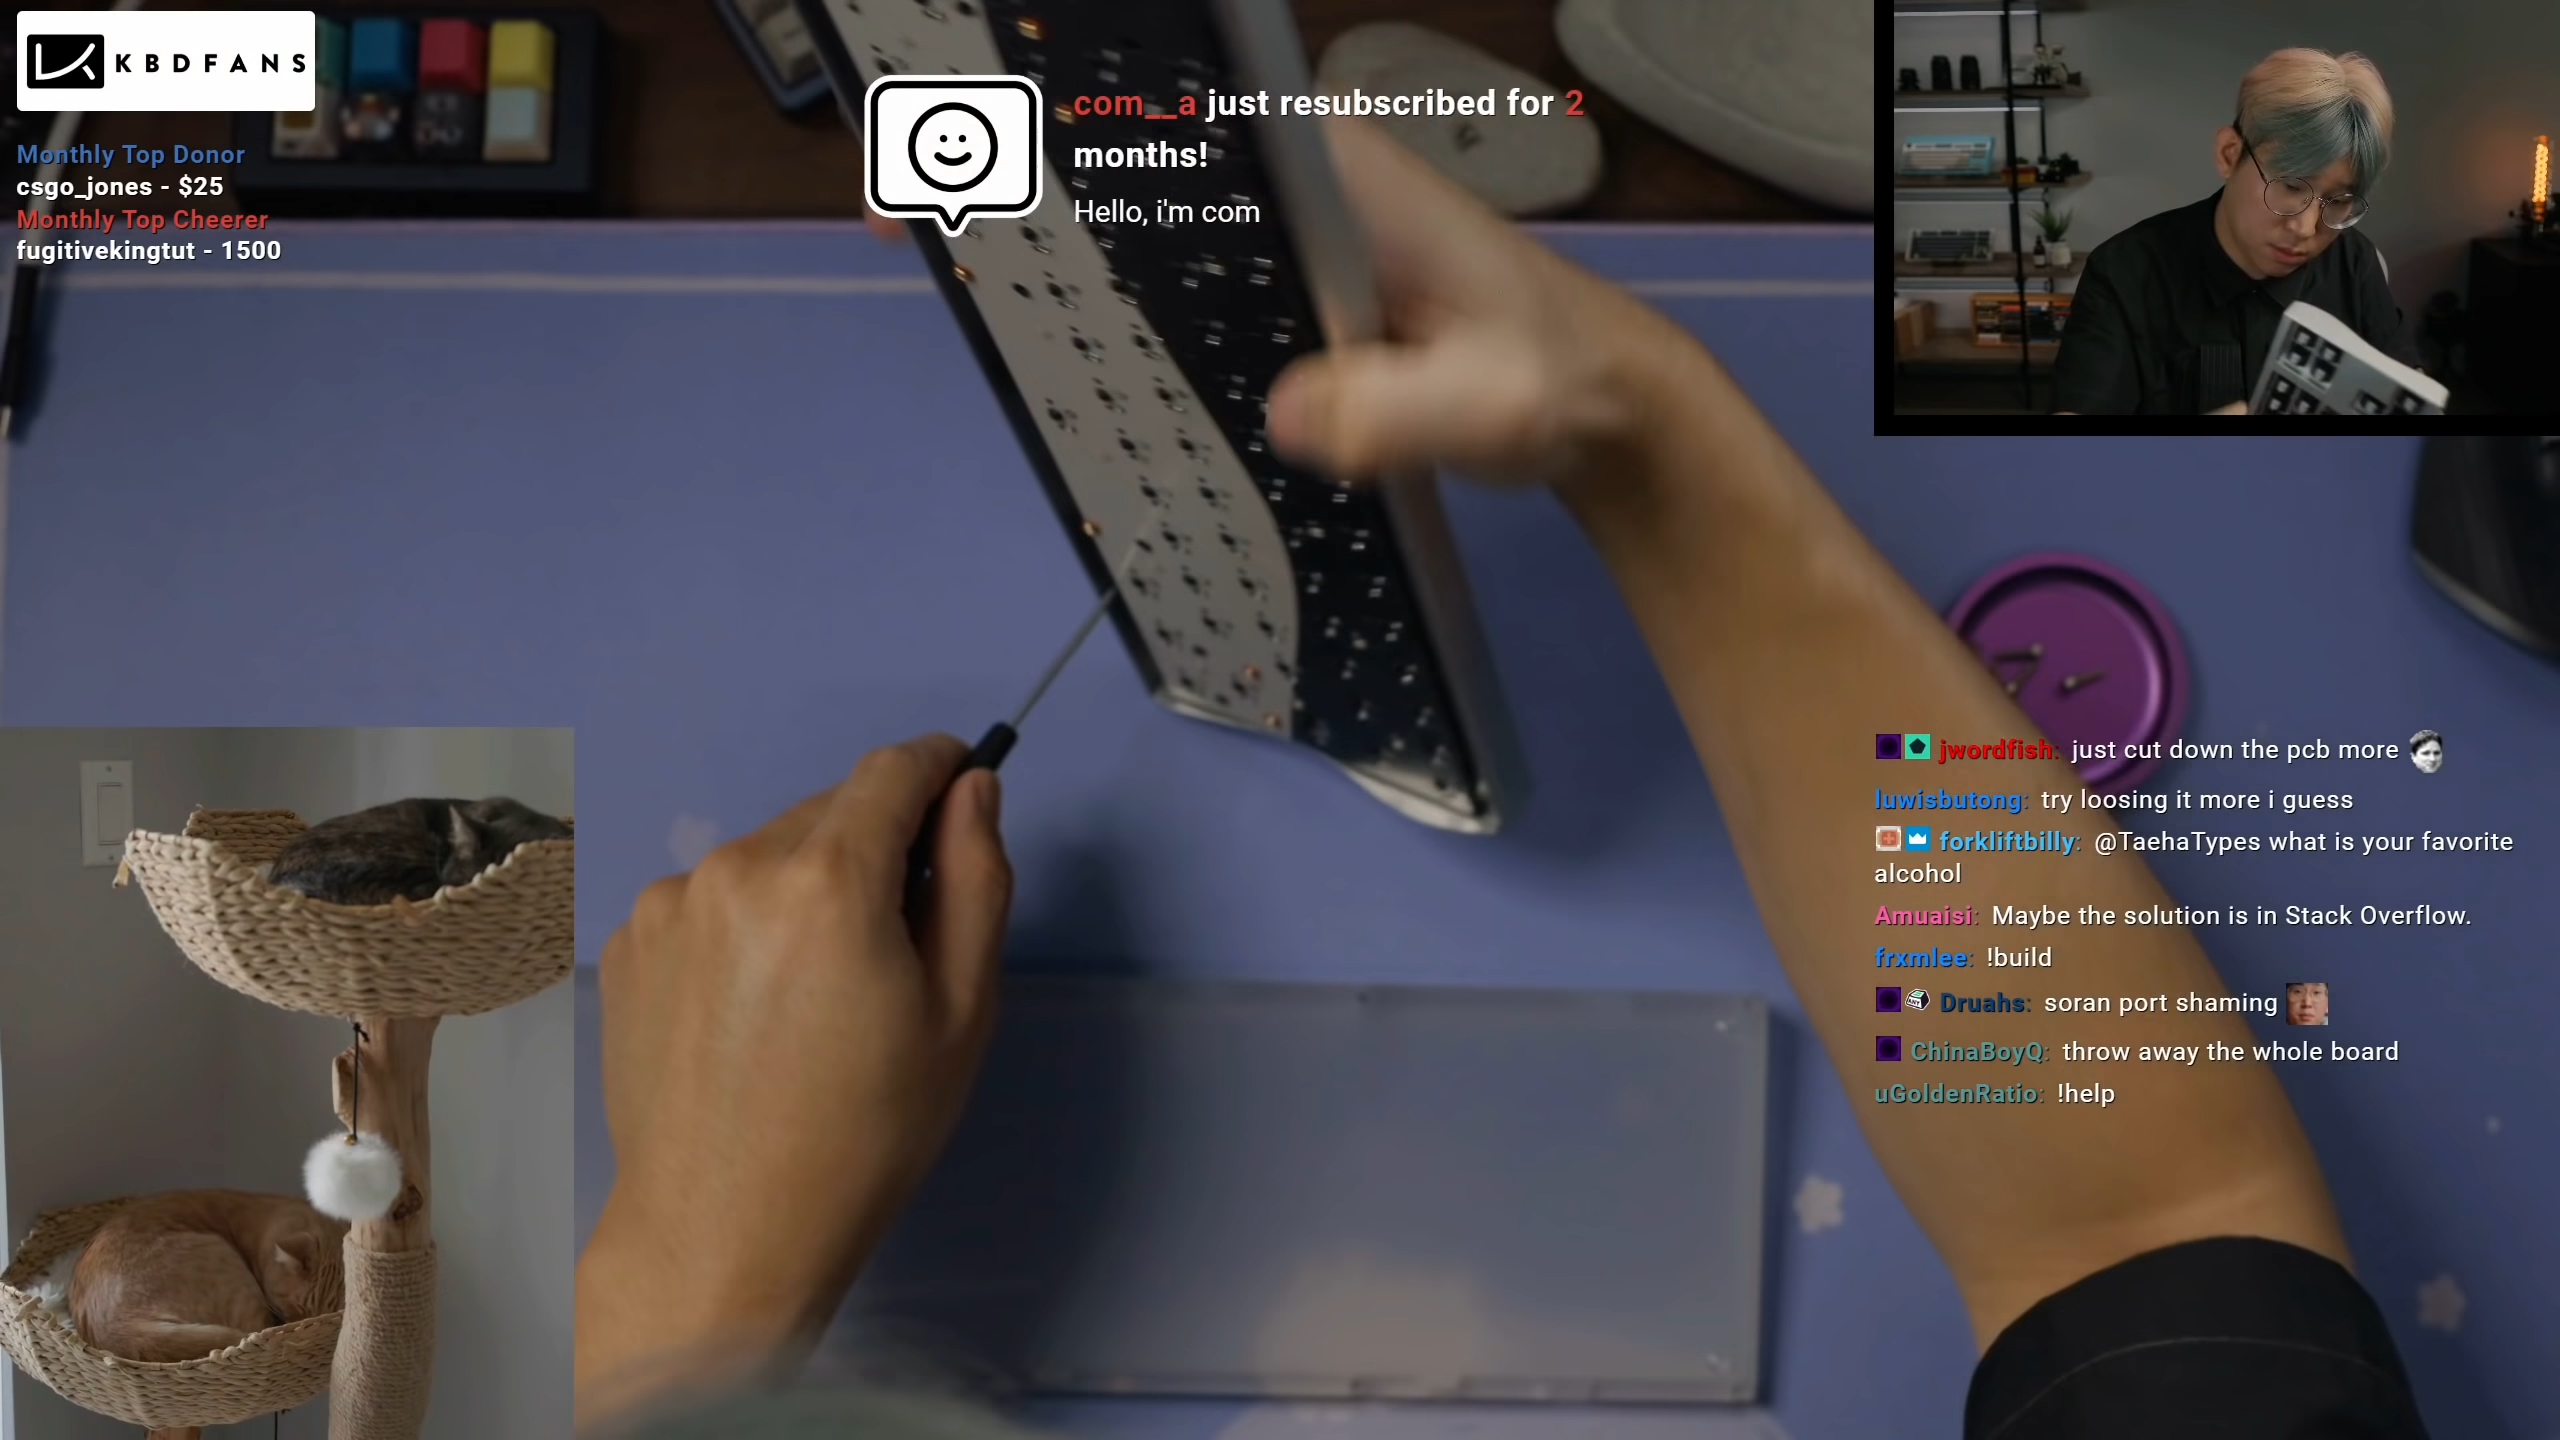 KBDFANS
Monthly Top Donor
csgo_jones - $25
Monthly Top Cheerer
fugitivekingtut - 1500
com__a just resubscribed for 2
months!
Hello, i'm com
jwordfish: just cut down the pcb more
luwisbutong: try loosing it more i guess
forkliftbilly: @TaehaTypes what is your favorite
alcohol
Amuaisi: Maybe the solution is in Stack Overflow.
frxmlee: !build
Druahs: soran port shaming
ChinaBoyQ: throw away the whole board
uGoldenRatio: !help